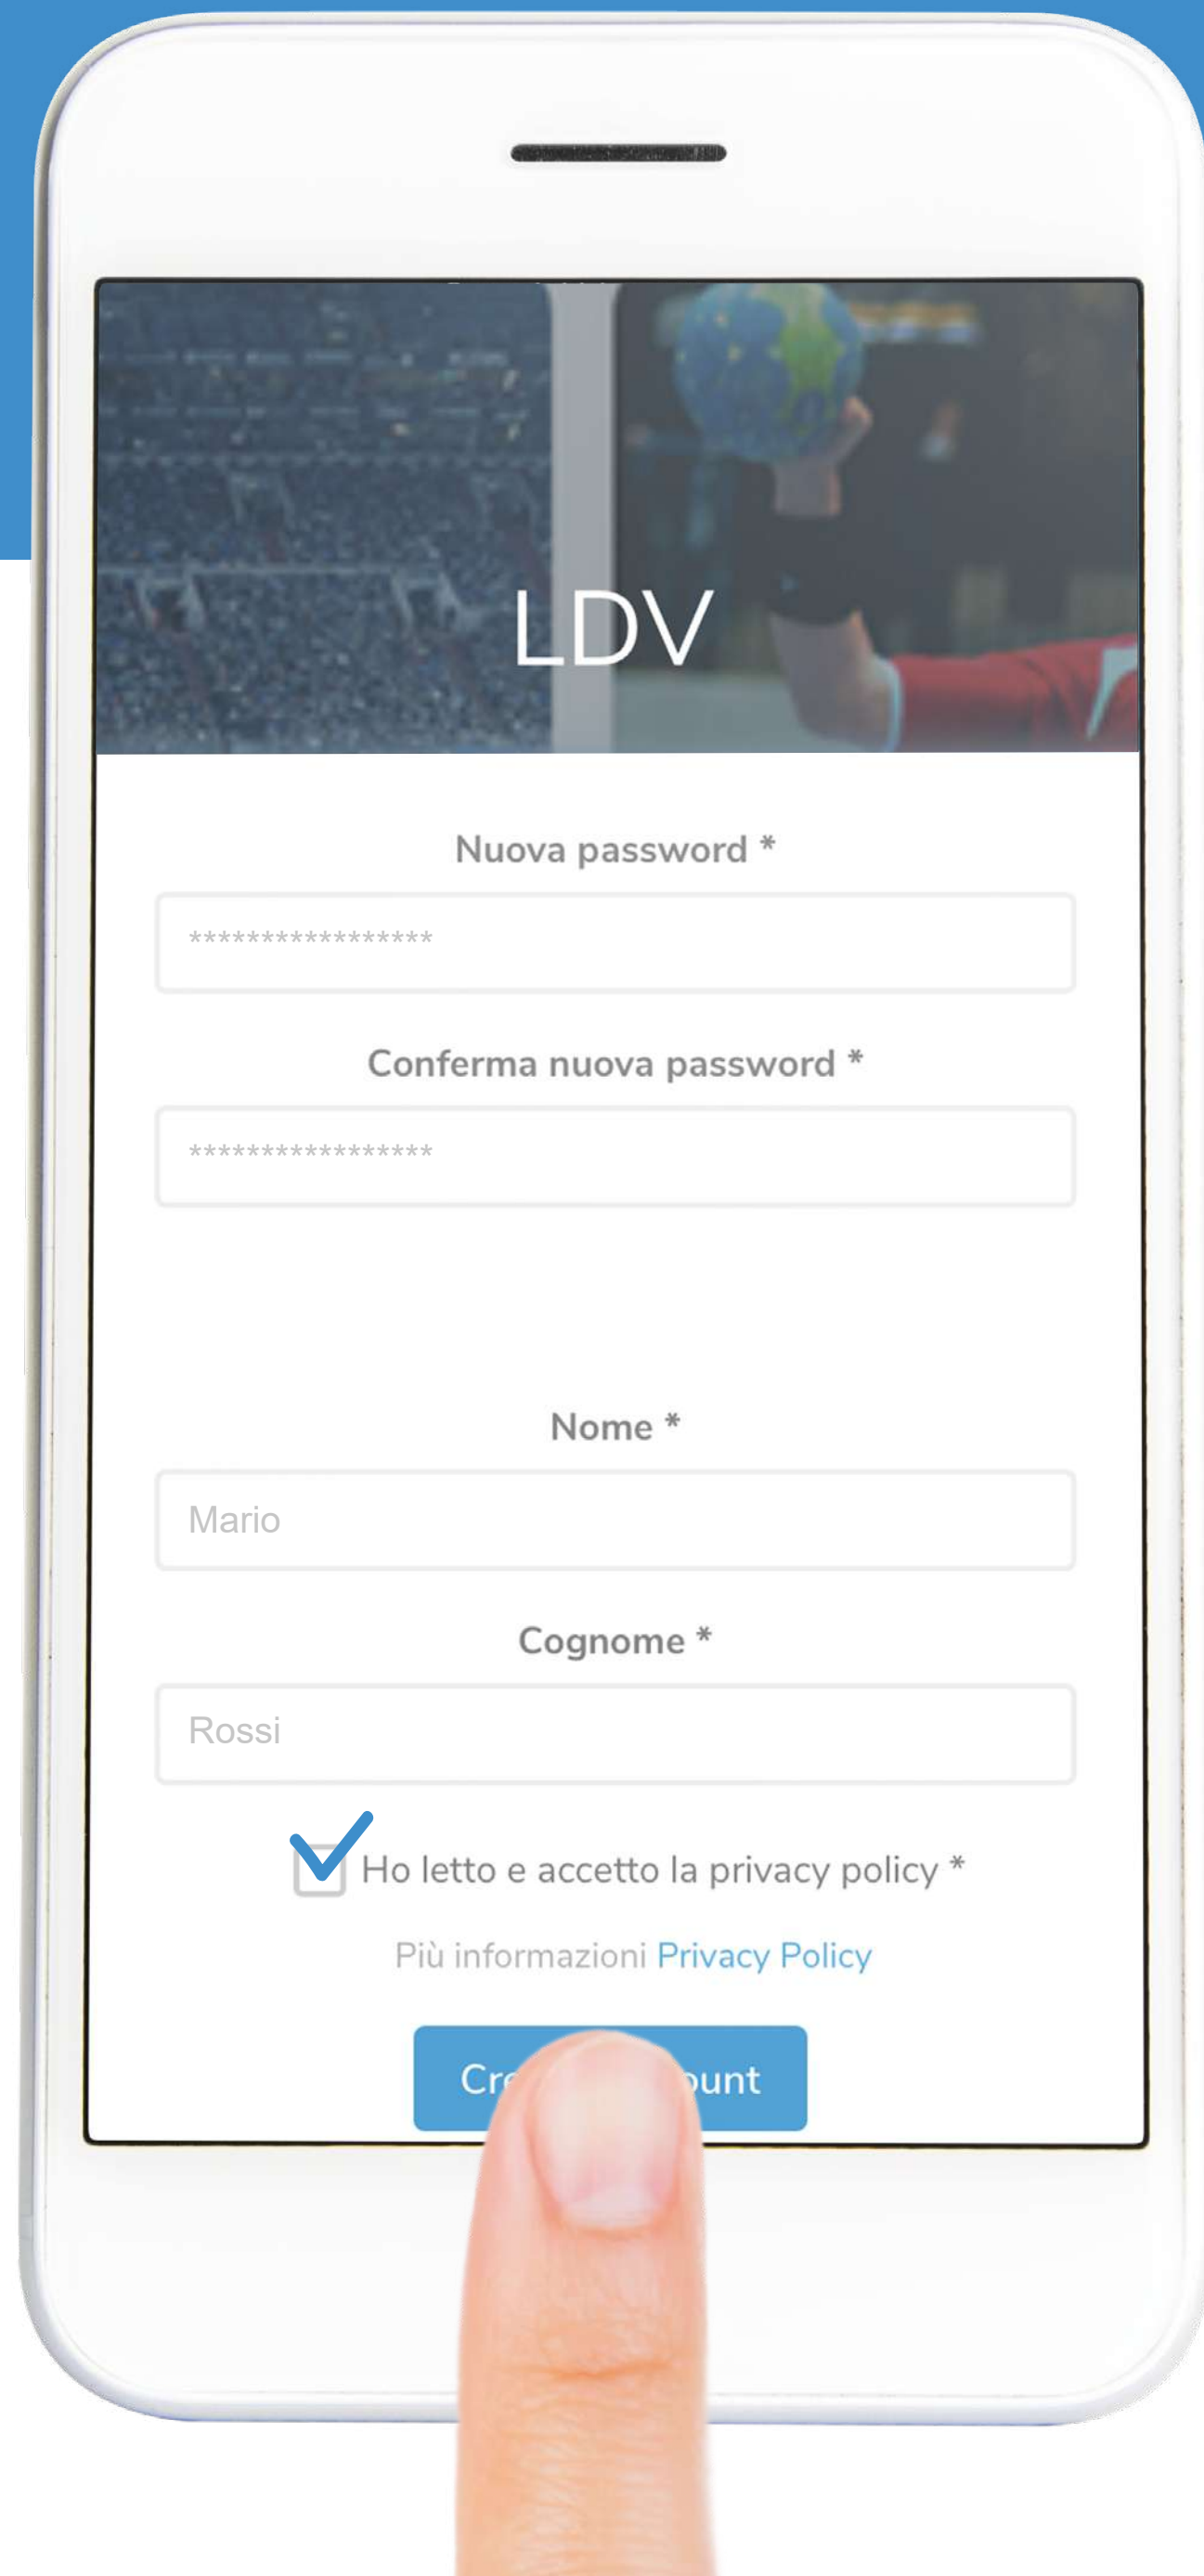 LDV
Nuova password *
*****************
Conferma nuova password *
*****************
Nome *
Mario
Cognome *
Rossi
Ho letto e accetto la privacy policy *
Più informazioni Privacy Policy